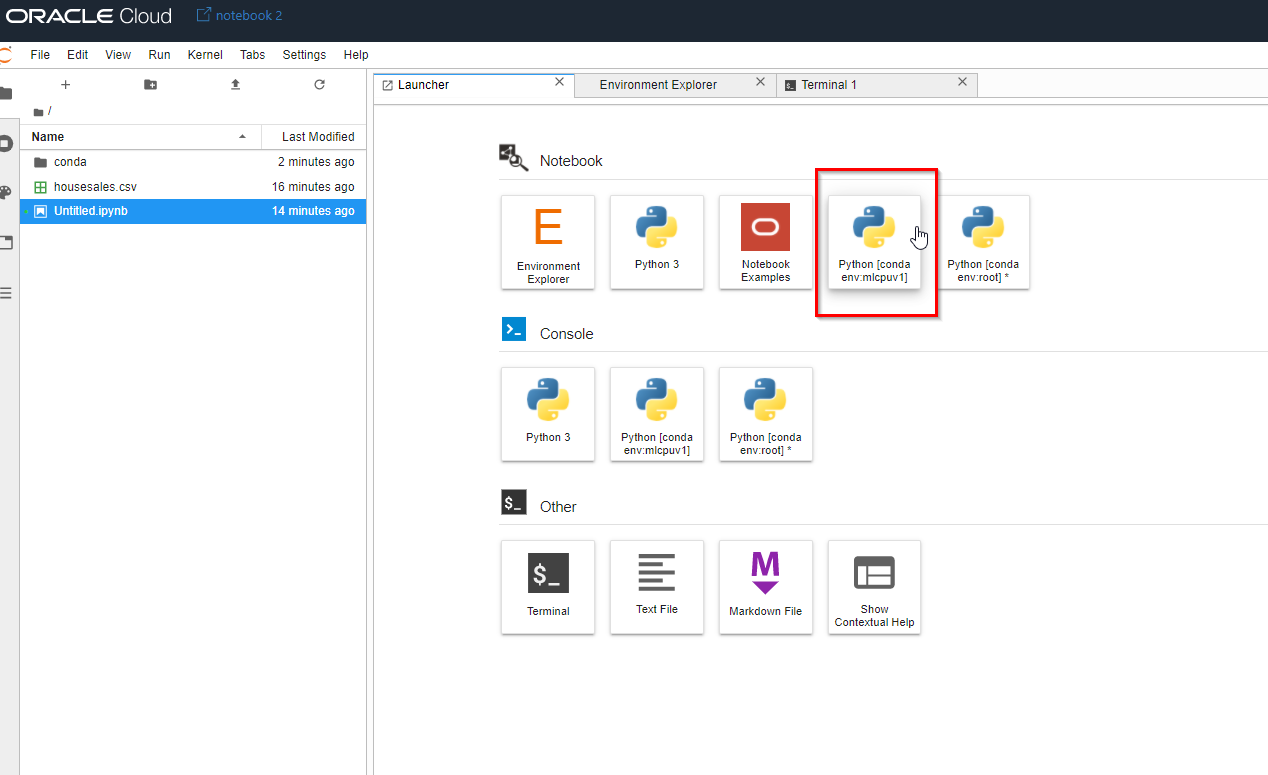 ORACLE Cloud notebook 2
File Edit View Run Kernel Tabs Settings Help
Launcher Environment Explorer $_ Terminal 1
/
Name Last Modified
conda 2 minutes ago
housesales.csv 16 minutes ago
Untitled.ipynb 14 minutes ago
Notebook
E
Environment
Explorer
Python 3
Notebook
Examples
Python [conda
env:mlcpuv1]
Python [conda
env:root] *
>_ Console
Python 3
Python [conda
env:mlcpuv1]
Python [conda
env:root] *
$_ Other
$_
Terminal
Text File
M
Markdown File
Show
Contextual Help